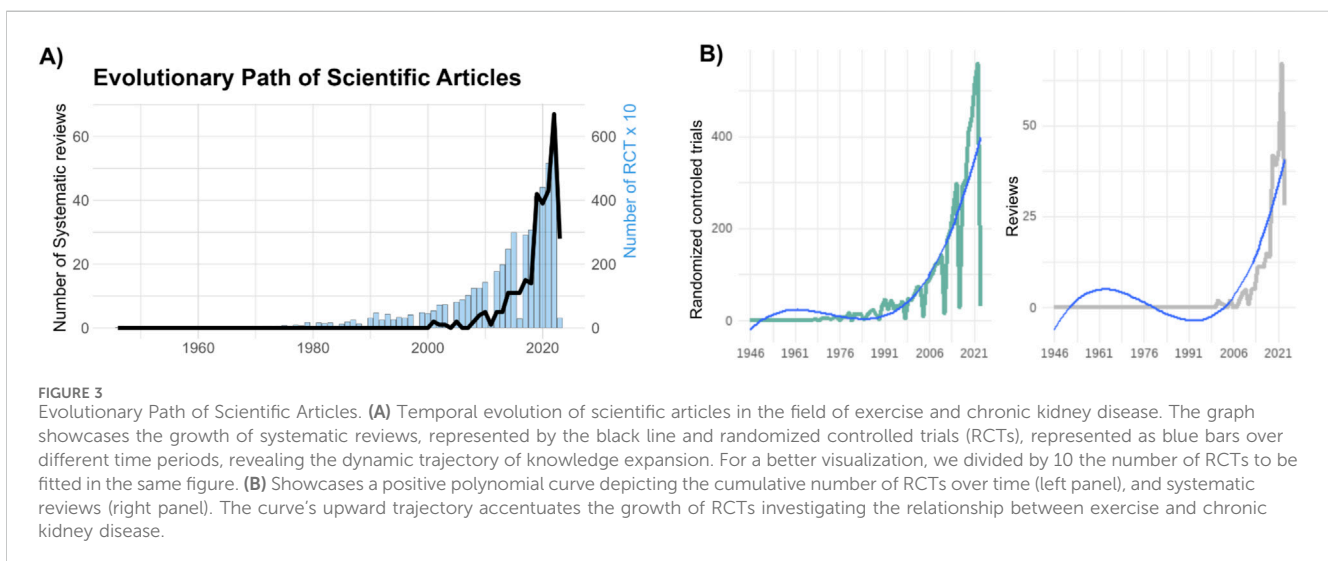 A)
Evolutionary Path of Scientific Articles
Number of Systematic reviews
60
40
20
0
600
400
200
0
Number of RCT x 10
1960
1980
2000
2020
B)
Randomized controled trials
400
200
0
1946
1961
1976
1991
2006
2021
Reviews
50
25
0
1946
1961
1976
1991
2006
2021
FIGURE 3
Evolutionary Path of Scientific Articles. (A) Temporal evolution of scientific articles in the field of exercise and chronic kidney disease. The graph
showcases the growth of systematic reviews, represented by the black line and randomized controlled trials (RCTs), represented as blue bars over
different time periods, revealing the dynamic trajectory of knowledge expansion. For a better visualization, we divided by 10 the number of RCTs to be
fitted in the same figure. (B) Showcases a positive polynomial curve depicting the cumulative number of RCTs over time (left panel), and systematic
reviews (right panel). The curve's upward trajectory accentuates the growth of RCTs investigating the relationship between exercise and chronic
kidney disease.